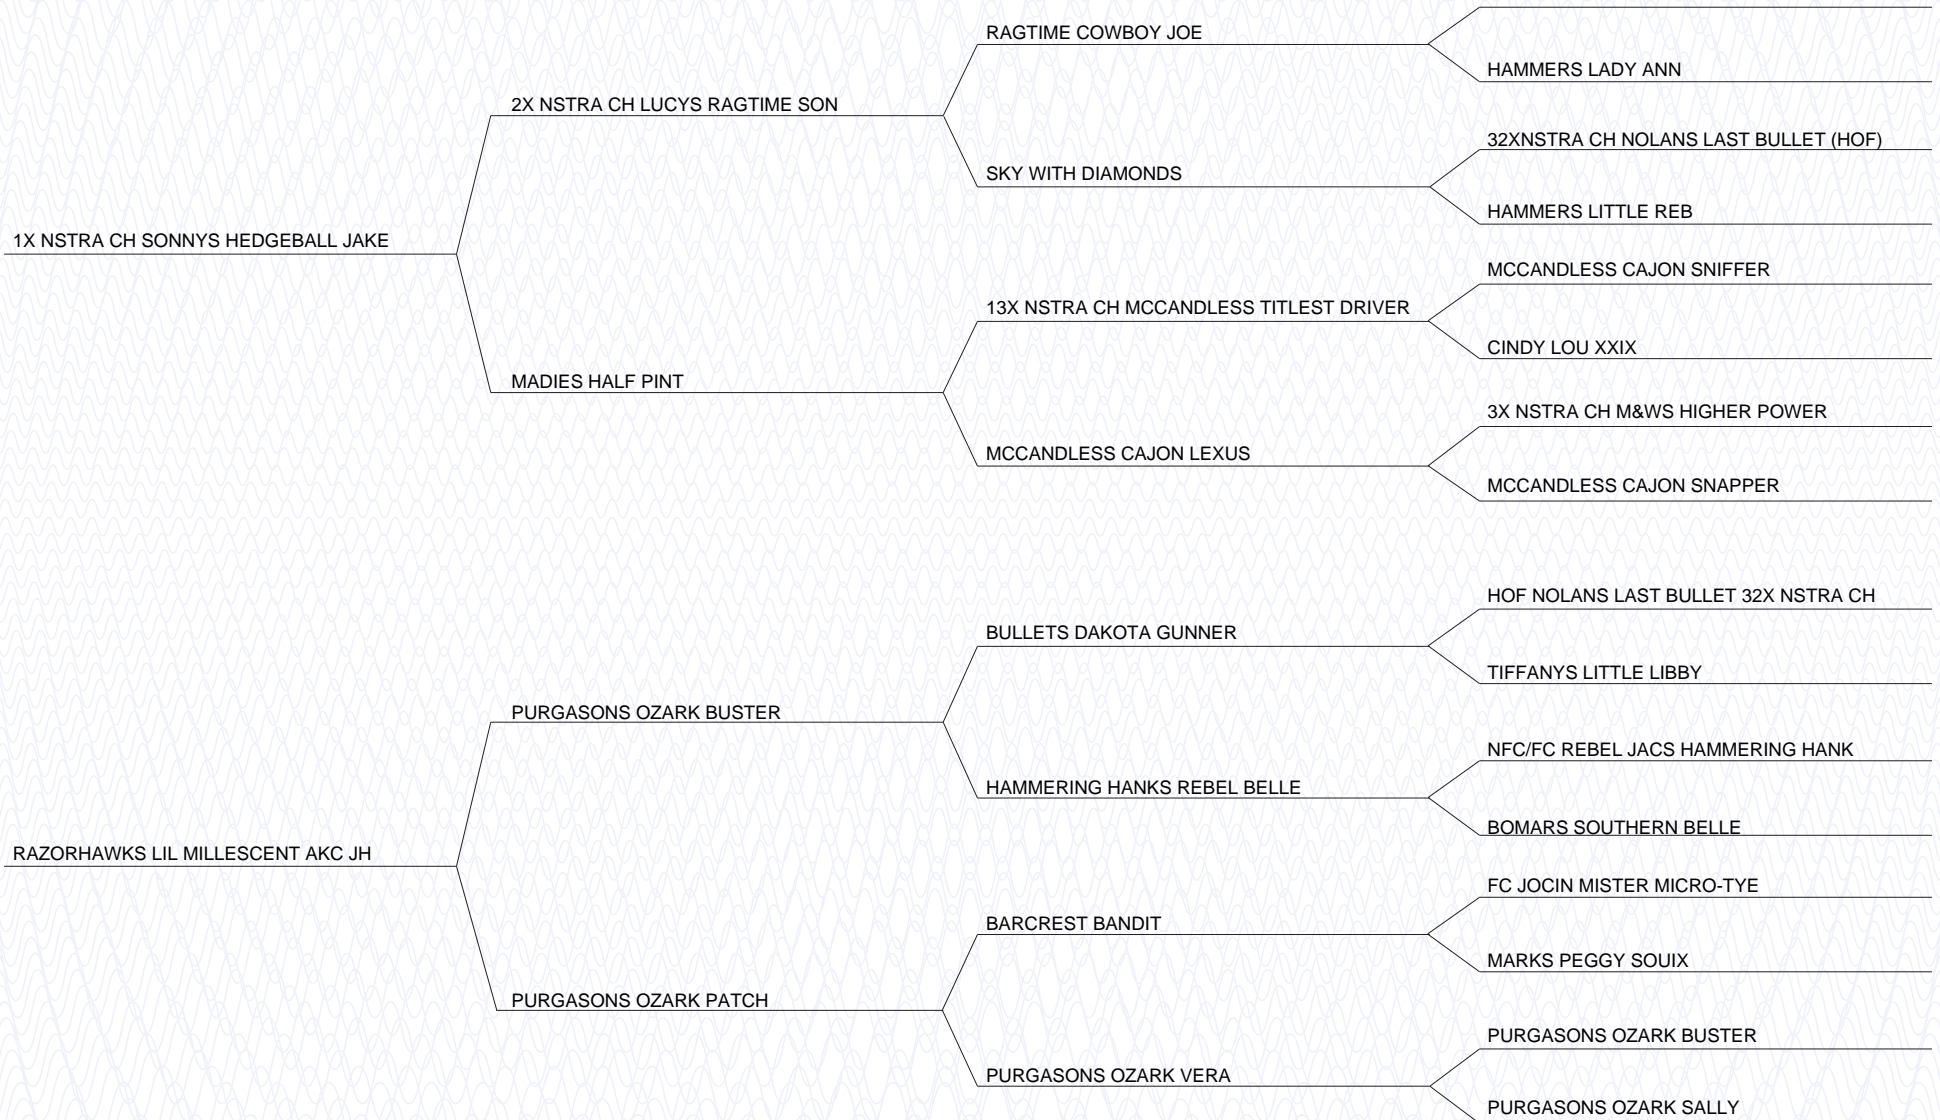 RAGTIME COWBOY JOE
HAMMERS LADY ANN
2X NSTRA CH LUCYS RAGTIME SON
32XNSTRA CH NOLANS LAST BULLET (HOF)
SKY WITH DIAMONDS
HAMMERS LITTLE REB
1X NSTRA CH SONNYS HEDGEBALL JAKE
MCCANDLESS CAJON SNIFFER
13X NSTRA CH MCCANDLESS TITLEST DRIVER
CINDY LOU XXIX
MADIES HALF PINT
3X NSTRA CH M&WS HIGHER POWER
MCCANDLESS CAJON LEXUS
MCCANDLESS CAJON SNAPPER
HOF NOLANS LAST BULLET 32X NSTRA CH
BULLETS DAKOTA GUNNER
TIFFANYS LITTLE LIBBY
PURGASONS OZARK BUSTER
NFC/FC REBEL JACS HAMMERING HANK
HAMMERING HANKS REBEL BELLE
BOMARS SOUTHERN BELLE
RAZORHAWKS LIL MILLESCENT AKC JH
FC JOCIN MISTER MICRO-TYE
BARCREST BANDIT
MARKS PEGGY SOUIX
PURGASONS OZARK PATCH
PURGASONS OZARK BUSTER
PURGASONS OZARK VERA
PURGASONS OZARK SALLY